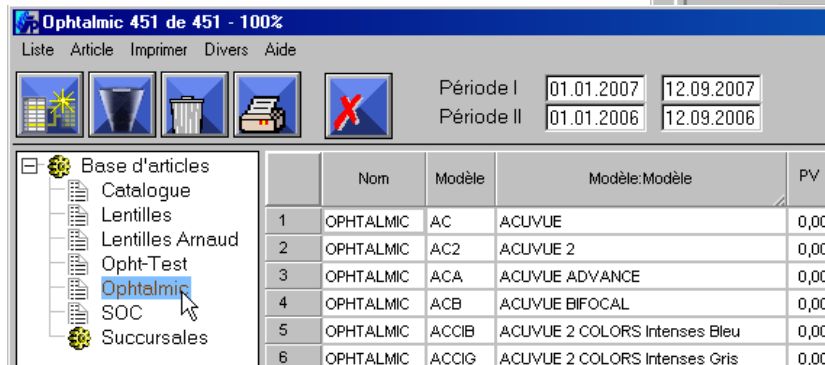 Ophtalmic 451 de 451 - 100%
Liste Article Imprimer Divers Aide
Période I 01.01.2007 12.09.2007
Période II 01.01.2006 12.09.2006
Base d'articles
Catalogue
Lentilles
Lentilles Arnaud
Opht-Test
Ophtalmic
SOC
Succursales
Nom Modèle Modèle:Modèle PV
1 OPHTALMIC AC ACUVUE 0,00
2 OPHTALMIC AC2 ACUVUE 2 0,00
3 OPHTALMIC ACA ACUVUE ADVANCE 0,00
4 OPHTALMIC ACB ACUVUE BIFOCAL 0,00
5 OPHTALMIC ACCIB ACUVUE 2 COLORS Intenses Bleu 0,00
6 OPHTALMIC ACCIG ACUVUE 2 COLORS Intenses Gris 0,00